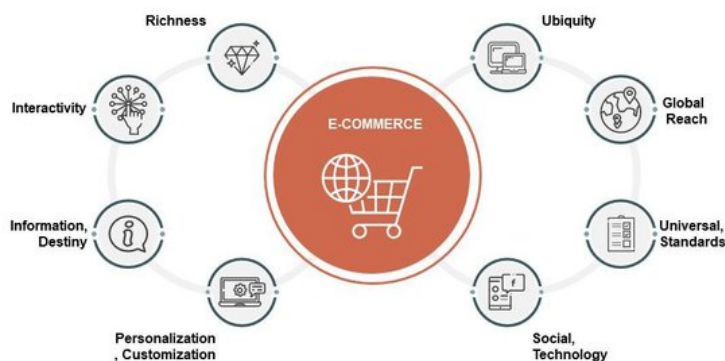 Richness
Ubiquity
Interactivity
E-COMMERCE
Global
Reach
Information,
Destiny
Universal,
Standards
Personalization
, Customization
Social,
Technology